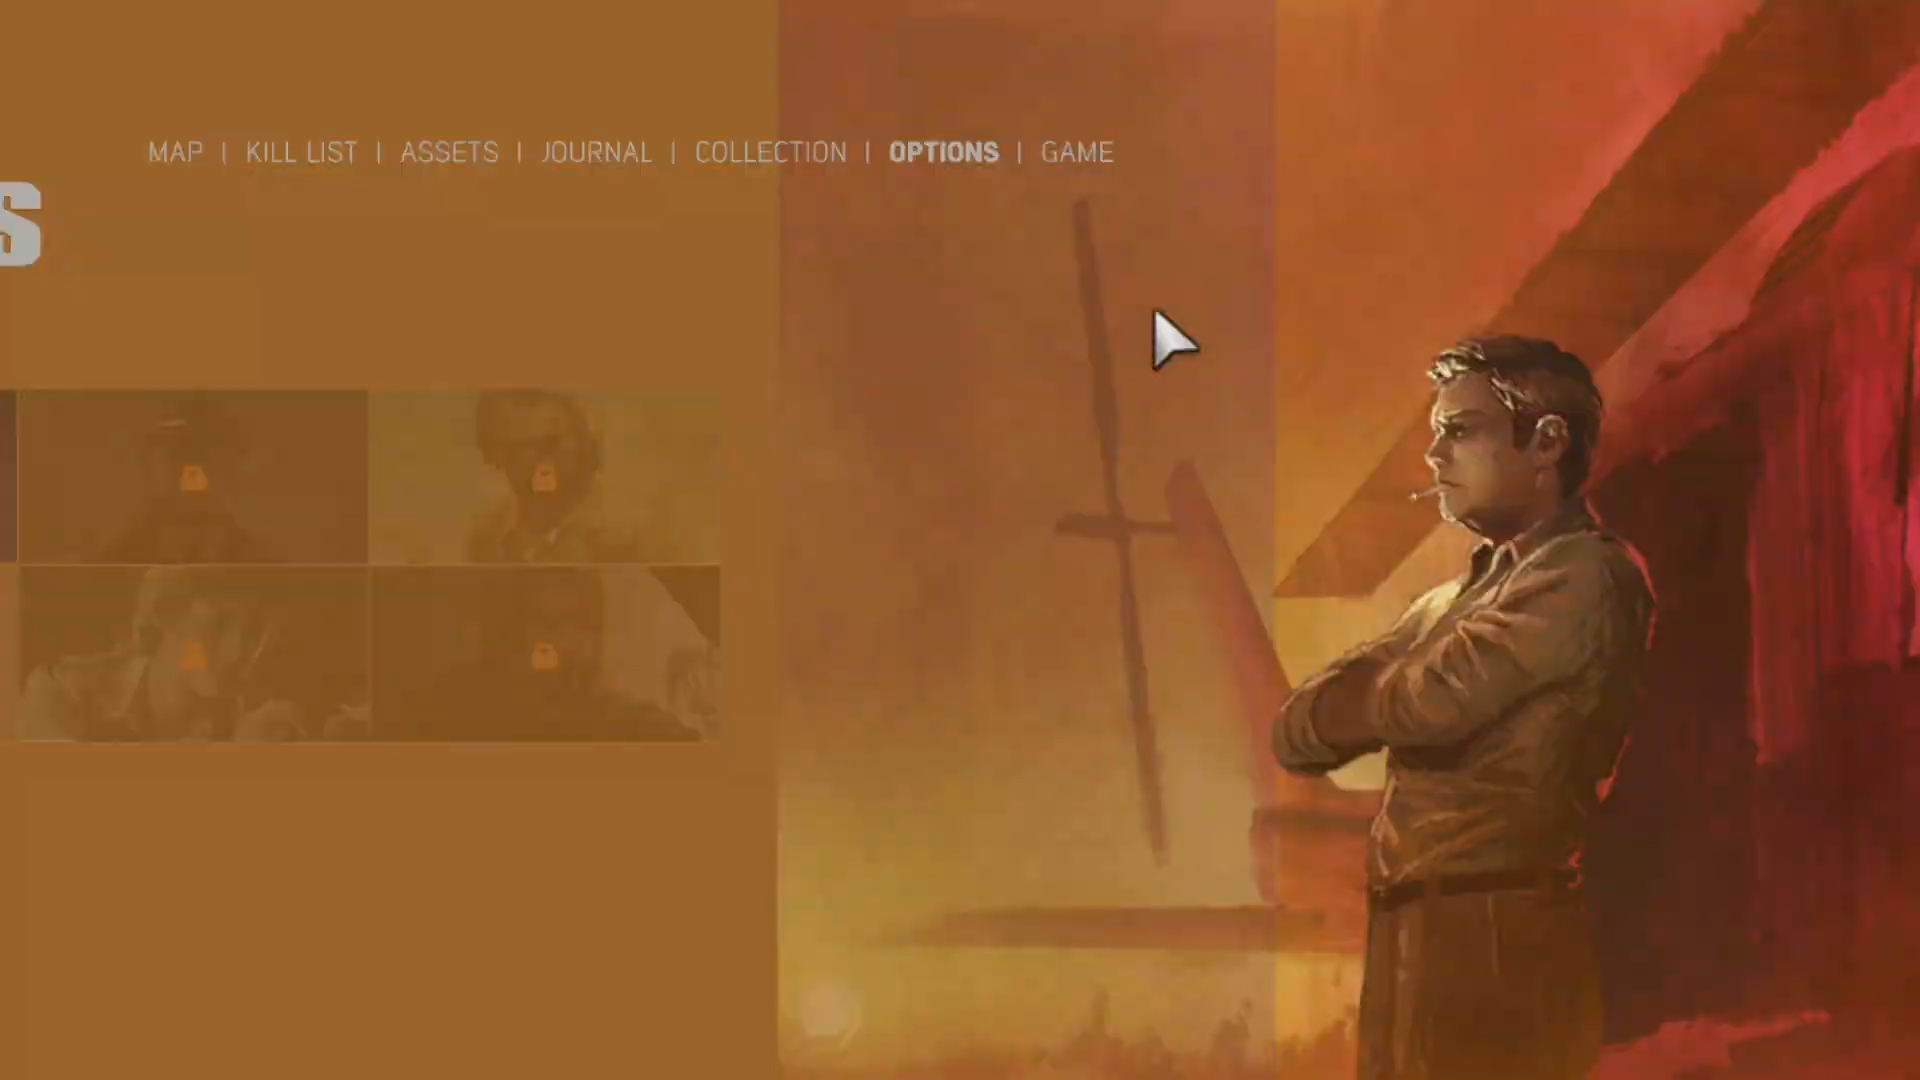 MAP | KILL LIST | ASSETS | JOURNAL | COLLECTION | OPTIONS | GAME
S